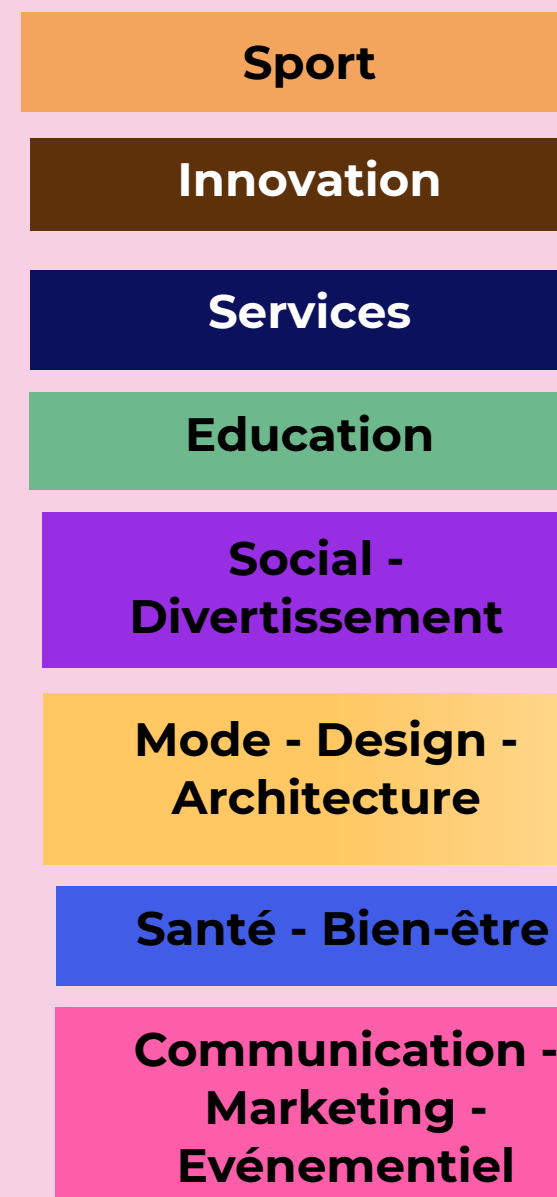 Sport
Innovation
Services
Education
Social -
Divertissement
Mode - Design -
Architecture
Santé - Bien-être
Communication -
Marketing -
Evénementiel